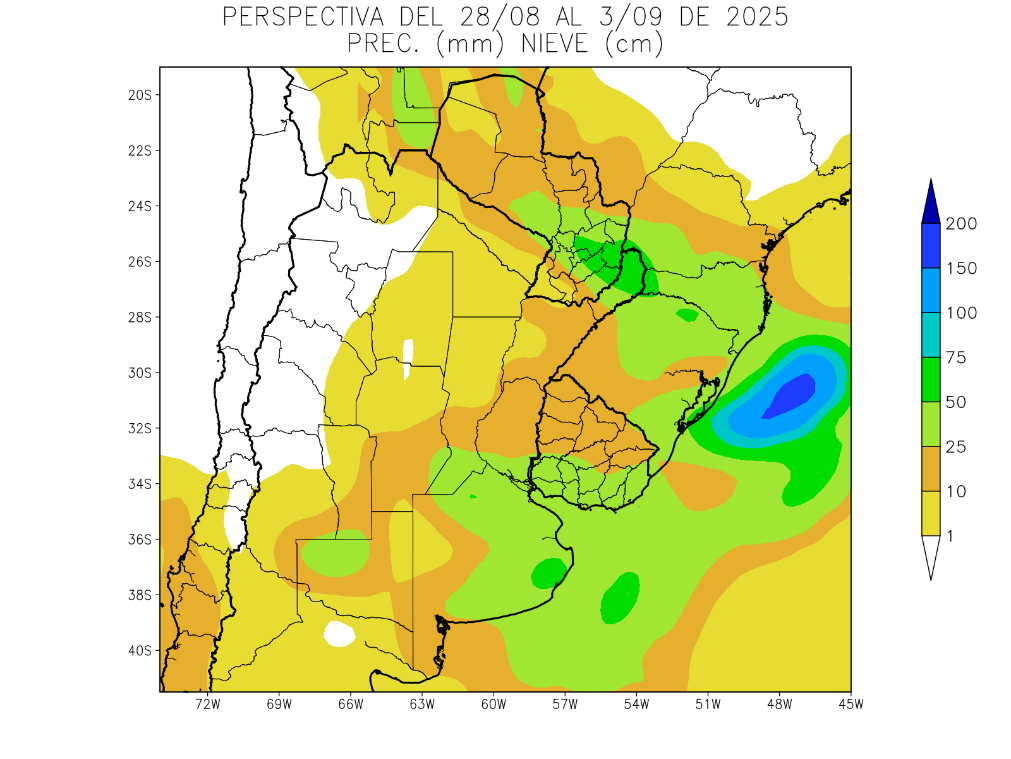 PERSPECTIVA DEL 28/08 AL 3/09 DE 2025
PREC. (mm) NIEVE (cm)
20S
22S
24S
26S
28S
30S
32S
34S
36S
38S
40S
72W 69W 66W 63W 60W 57W 54W 51W 48W 45W
200
150
100
75
50
25
10
1